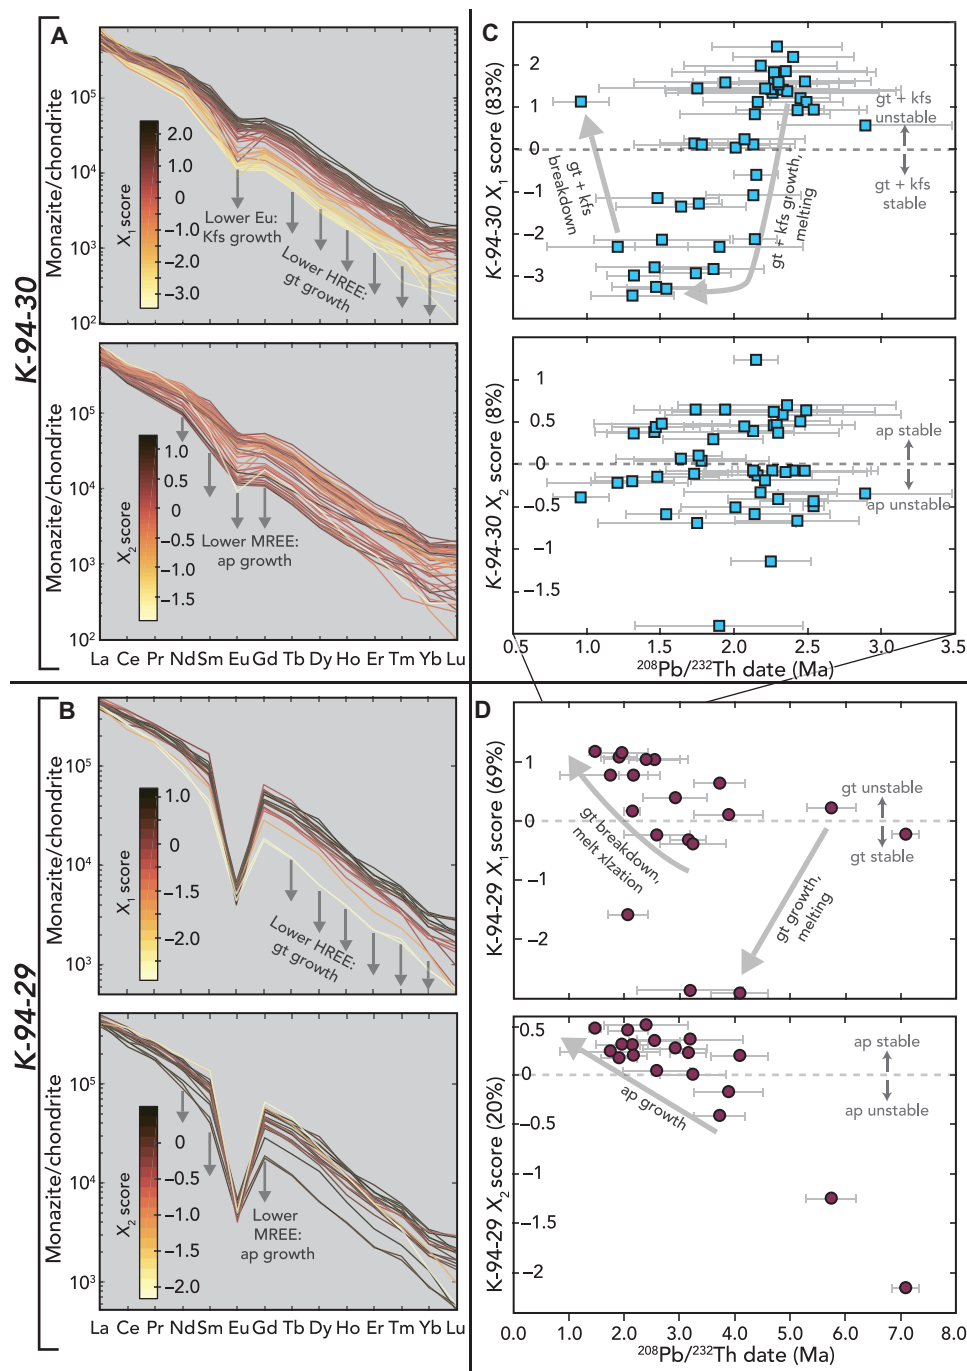 A
K-94-30
Monazite/chondrite
10⁵
10⁴
10³
10²
X₁ score
2.0
1.0
0
−1.0
−2.0
−3.0
Lower Eu:
Kfs growth
Lower HREE:
gt growth
Monazite/chondrite
10⁵
10⁴
10³
10²
X₂ score
1.0
0.5
0
−0.5
−1.0
−1.5
Lower MREE:
ap growth
La Ce Pr Nd Sm Eu Gd Tb Dy Ho Er Tm Yb Lu
C
K-94-30 X₁ score (83%)
2
1
0
−1
−2
−3
gt + kfs
unstable
gt + kfs
stable
gt + kfs
breakdown
gt + kfs growth,
melting
K-94-30 X₂ score (8%)
1
0.5
0
−0.5
−1
−1.5
ap stable
ap unstable
0.5 1.0 1.5 2.0 2.5 3.0 3.5
²⁰⁸Pb/²³²Th date (Ma)
B
K-94-29
Monazite/chondrite
10⁵
10⁴
10³
X₁ score
1.0
0
−1.0
−2.0
Lower HREE:
gt growth
Monazite/chondrite
10⁵
10⁴
10³
X₂ score
0
−0.5
−1.0
−1.5
−2.0
Lower
MREE:
ap growth
La Ce Pr Nd Sm Eu Gd Tb Dy Ho Er Tm Yb Lu
D
K-94-29 X₁ score (69%)
1
0
−1
−2
gt unstable
gt stable
gt breakdown,
melt xlzation
gt growth,
melting
K-94-29 X₂ score (20%)
0.5
0
−0.5
−1
−1.5
−2
ap stable
ap unstable
ap growth
0.0 1.0 2.0 3.0 4.0 5.0 6.0 7.0 8.0
²⁰⁸Pb/²³²Th date (Ma)